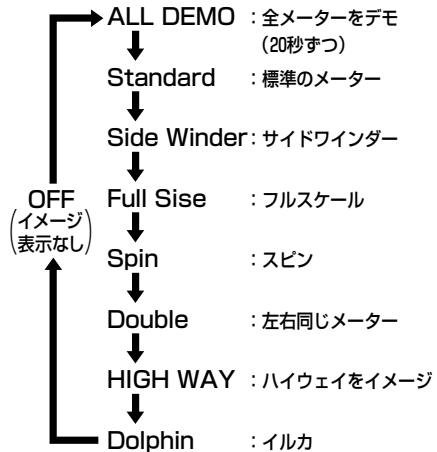 ALL DEMO ：全メーターをデモ
（20秒ずつ）
Standard ：標準のメーター
Side Winder：サイドワインダー
Full Sise ：フルスケール
Spin ：スピン
Double ：左右同じメーター
HIGH WAY ：ハイウェイをイメージ
Dolphin ：イルカ
OFF
（イメージ
表示なし）